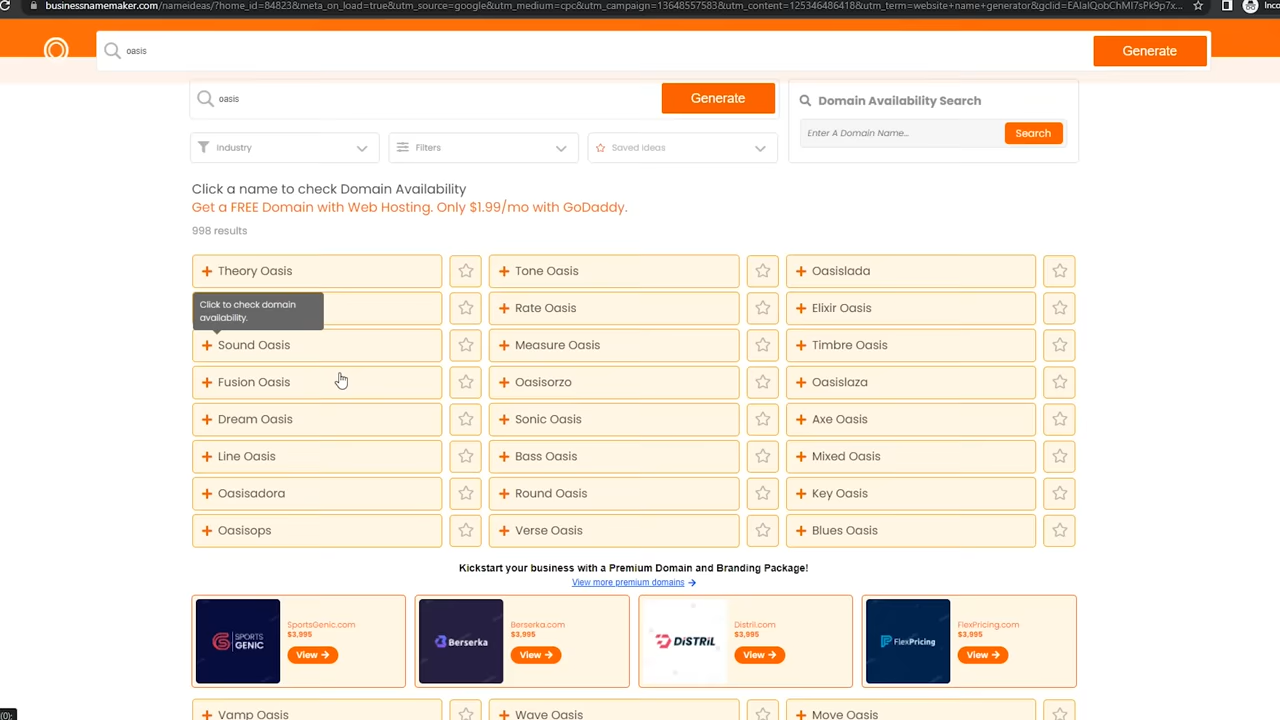 businessnamemaker.com/nameideas/?home_id=84823&meta_on_load=true&utm_source=google&utm_medium=cpc&utm_campaign=13648557583&utm_content=125346486418&utm_term=website+name+generator&gclid=EAIaIQobChMI7sPk9p7x...
Inco
oasis
Generate
oasis
Generate
Domain Availability Search
Enter A Domain Name...
Search
Industry
Filters
Saved ideas
Click a name to check Domain Availability
Get a FREE Domain with Web Hosting. Only $1.99/mo with GoDaddy.
998 results
+ Theory Oasis
+ Tone Oasis
+ Oasislada
Click to check domain
availability.
+ Rate Oasis
+ Elixir Oasis
+ Sound Oasis
+ Measure Oasis
+ Timbre Oasis
+ Fusion Oasis
+ Oasisorzo
+ Oasislaza
+ Dream Oasis
+ Sonic Oasis
+ Axe Oasis
+ Line Oasis
+ Bass Oasis
+ Mixed Oasis
+ Oasisadora
+ Round Oasis
+ Key Oasis
+ Oasisops
+ Verse Oasis
+ Blues Oasis
Kickstart your business with a Premium Domain and Branding Package!
View more premium domains →
SPORTS
GENIC
SportsGenic.com
$3,995
View →
Berserka
Berserka.com
$3,995
View →
DiSTRiL
Distril.com
$3,995
View →
FlexPricing
FlexPricing.com
$3,995
View →
Vamp Oasis
Wave Oasis
Move Oasis
(0):